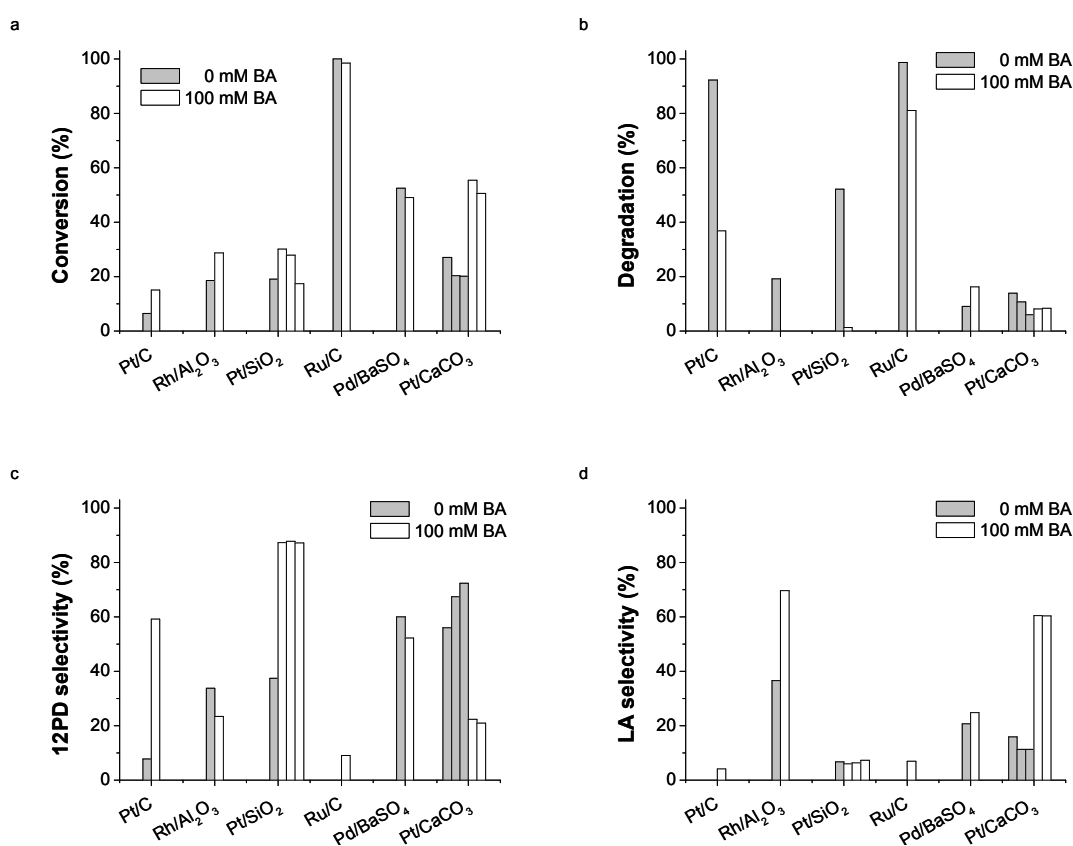 a
Conversion (%)
100
80
60
40
20
0
0 mM BA
100 mM BA
Pt/C
Rh/Al₂O₃
Pt/SiO₂
Ru/C
Pd/BaSO₄
Pt/CaCO₃
b
Degradation (%)
100
80
60
40
20
0
0 mM BA
100 mM BA
Pt/C
Rh/Al₂O₃
Pt/SiO₂
Ru/C
Pd/BaSO₄
Pt/CaCO₃
c
12PD selectivity (%)
100
80
60
40
20
0
0 mM BA
100 mM BA
Pt/C
Rh/Al₂O₃
Pt/SiO₂
Ru/C
Pd/BaSO₄
Pt/CaCO₃
d
LA selectivity (%)
100
80
60
40
20
0
0 mM BA
100 mM BA
Pt/C
Rh/Al₂O₃
Pt/SiO₂
Ru/C
Pd/BaSO₄
Pt/CaCO₃